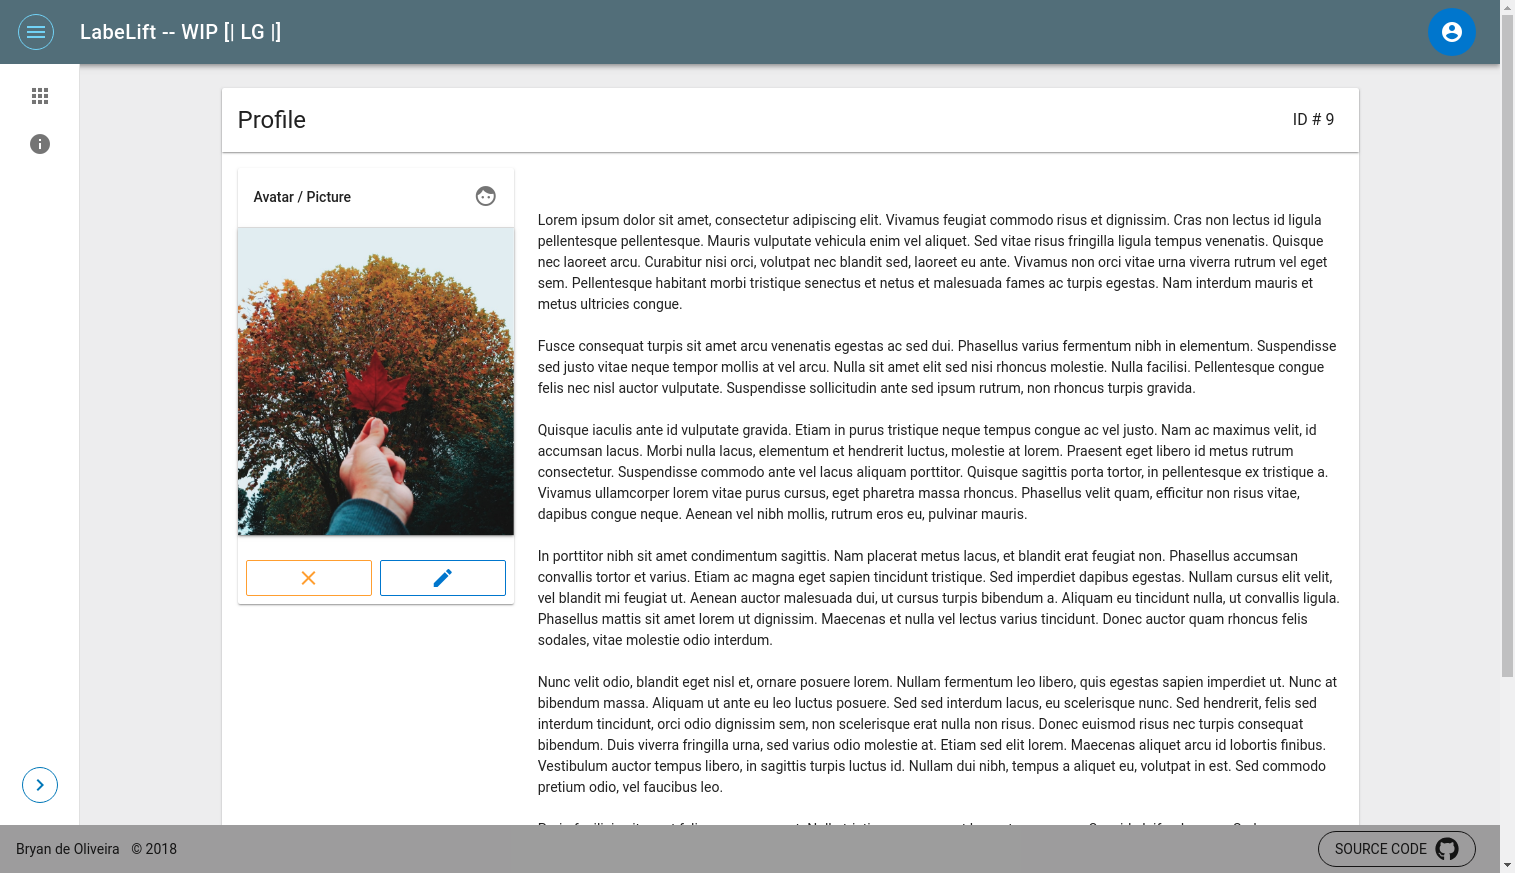 LabeLift -- WIP [| LG |]
Profile
ID # 9
Avatar / Picture
Lorem ipsum dolor sit amet, consectetur adipiscing elit. Vivamus feugiat commodo risus et dignissim. Cras non lectus id ligula
pellentesque pellentesque. Mauris vulputate vehicula enim vel aliquet. Sed vitae risus fringilla ligula tempus venenatis. Quisque
nec laoreet arcu. Curabitur nisi orci, volutpat nec blandit sed, laoreet eu ante. Vivamus non orci vitae urna viverra rutrum vel eget
sem. Pellentesque habitant morbi tristique senectus et netus et malesuada fames ac turpis egestas. Nam interdum mauris et
metus ultricies congue.
Fusce consequat turpis sit amet arcu venenatis egestas ac sed dui. Phasellus varius fermentum nibh in elementum. Suspendisse
sed justo vitae neque tempor mollis at vel arcu. Nulla sit amet elit sed nisi rhoncus molestie. Nulla facilisi. Pellentesque congue
felis nec nisl auctor vulputate. Suspendisse sollicitudin ante sed ipsum rutrum, non rhoncus turpis gravida.
Quisque iaculis ante id vulputate gravida. Etiam in purus tristique neque tempus congue ac vel justo. Nam ac maximus velit, id
accumsan lacus. Morbi nulla lacus, elementum et hendrerit luctus, molestie at lorem. Praesent eget libero id metus rutrum
consectetur. Suspendisse commodo ante vel lacus aliquam porttitor. Quisque sagittis porta tortor, in pellentesque ex tristique a.
Vivamus ullamcorper lorem vitae purus cursus, eget pharetra massa rhoncus. Phasellus velit quam, efficitur non risus vitae,
dapibus congue neque. Aenean vel nibh mollis, rutrum eros eu, pulvinar mauris.
In porttitor nibh sit amet condimentum sagittis. Nam placerat metus lacus, et blandit erat feugiat non. Phasellus accumsan
convallis tortor et varius. Etiam ac magna eget sapien tincidunt tristique. Sed imperdiet dapibus egestas. Nullam cursus elit velit,
vel blandit mi feugiat ut. Aenean auctor malesuada dui, ut cursus turpis bibendum a. Aliquam eu tincidunt nulla, ut convallis ligula.
Phasellus mattis sit amet lorem ut dignissim. Maecenas et nulla vel lectus varius tincidunt. Donec auctor quam rhoncus felis
sodales, vitae molestie odio interdum.
Nunc velit odio, blandit eget nisl et, ornare posuere lorem. Nullam fermentum leo libero, quis egestas sapien imperdiet ut. Nunc at
bibendum massa. Aliquam ut ante eu leo luctus posuere. Sed sed interdum lacus, eu scelerisque nunc. Sed hendrerit, felis sed
interdum tincidunt, orci odio dignissim sem, non scelerisque erat nulla non risus. Donec euismod risus nec turpis consequat
bibendum. Duis viverra fringilla urna, sed varius odio molestie at. Etiam sed elit lorem. Maecenas aliquet arcu id lobortis finibus.
Vestibulum auctor tempus libero, in sagittis turpis luctus id. Nullam dui nibh, tempus a aliquet eu, volutpat in est. Sed commodo
pretium odio, vel faucibus leo.
Bryan de Oliveira © 2018
SOURCE CODE